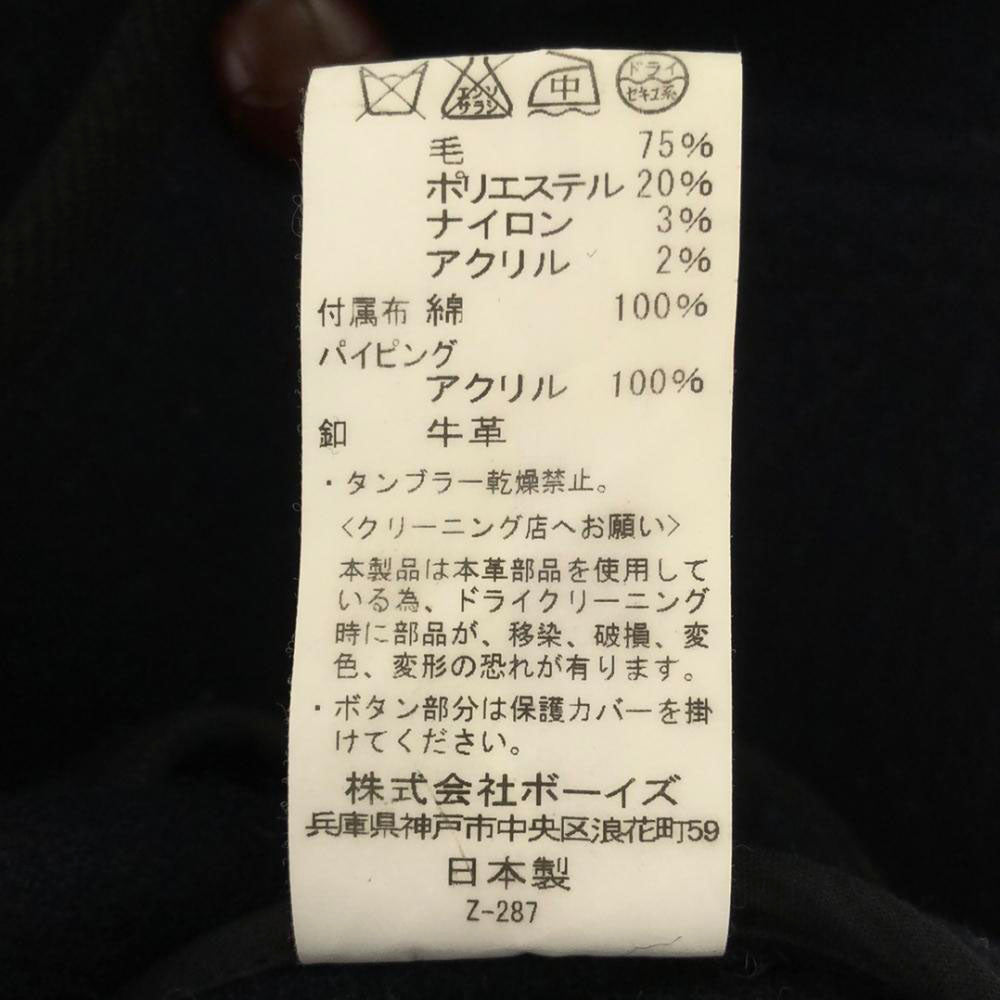 エンソ
サラシ
中
ドライ
セキユ系
毛 75%
ポリエステル 20%
ナイロン 3%
アクリル 2%
付属布 綿 100%
パイピング
アクリル 100%
釦 牛革
・タンブラー乾燥禁止。
〈クリーニング店へお願い〉
本製品は本革部品を使用して
いる為、ドライクリーニング
時に部品が、移染、破損、変
色、変形の恐れが有ります。
・ボタン部分は保護カバーを掛
けてください。
株式会社ボーイズ
兵庫県神戸市中央区浪花町59
日本製
Z-287